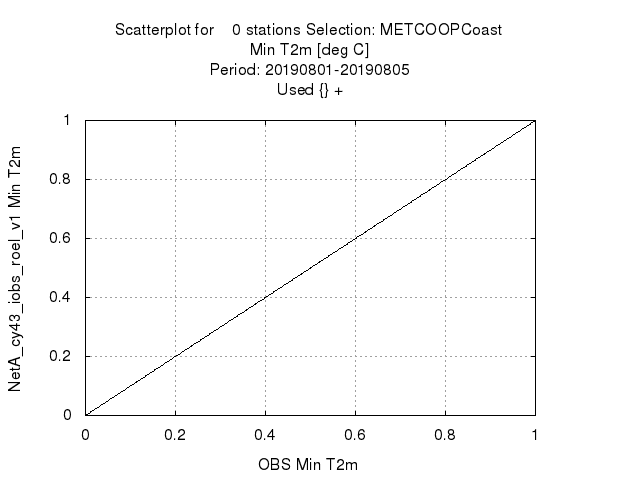 Scatterplot for    0 stations Selection: METCOOPCoast
Min T2m [deg C]
Period: 20190801-20190805
Used {} +
NetA_cy43_iobs_roel_v1 Min T2m
1
0.8
0.6
0.4
0.2
0
0 0.2 0.4 0.6 0.8 1
OBS Min T2m